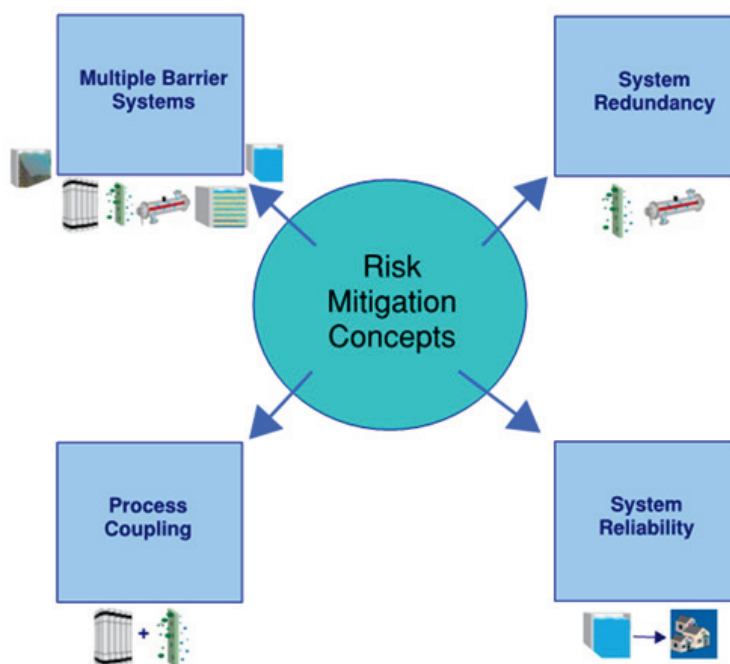 Multiple Barrier
Systems
System
Redundancy
Risk
Mitigation
Concepts
Process
Coupling
+
System
Reliability